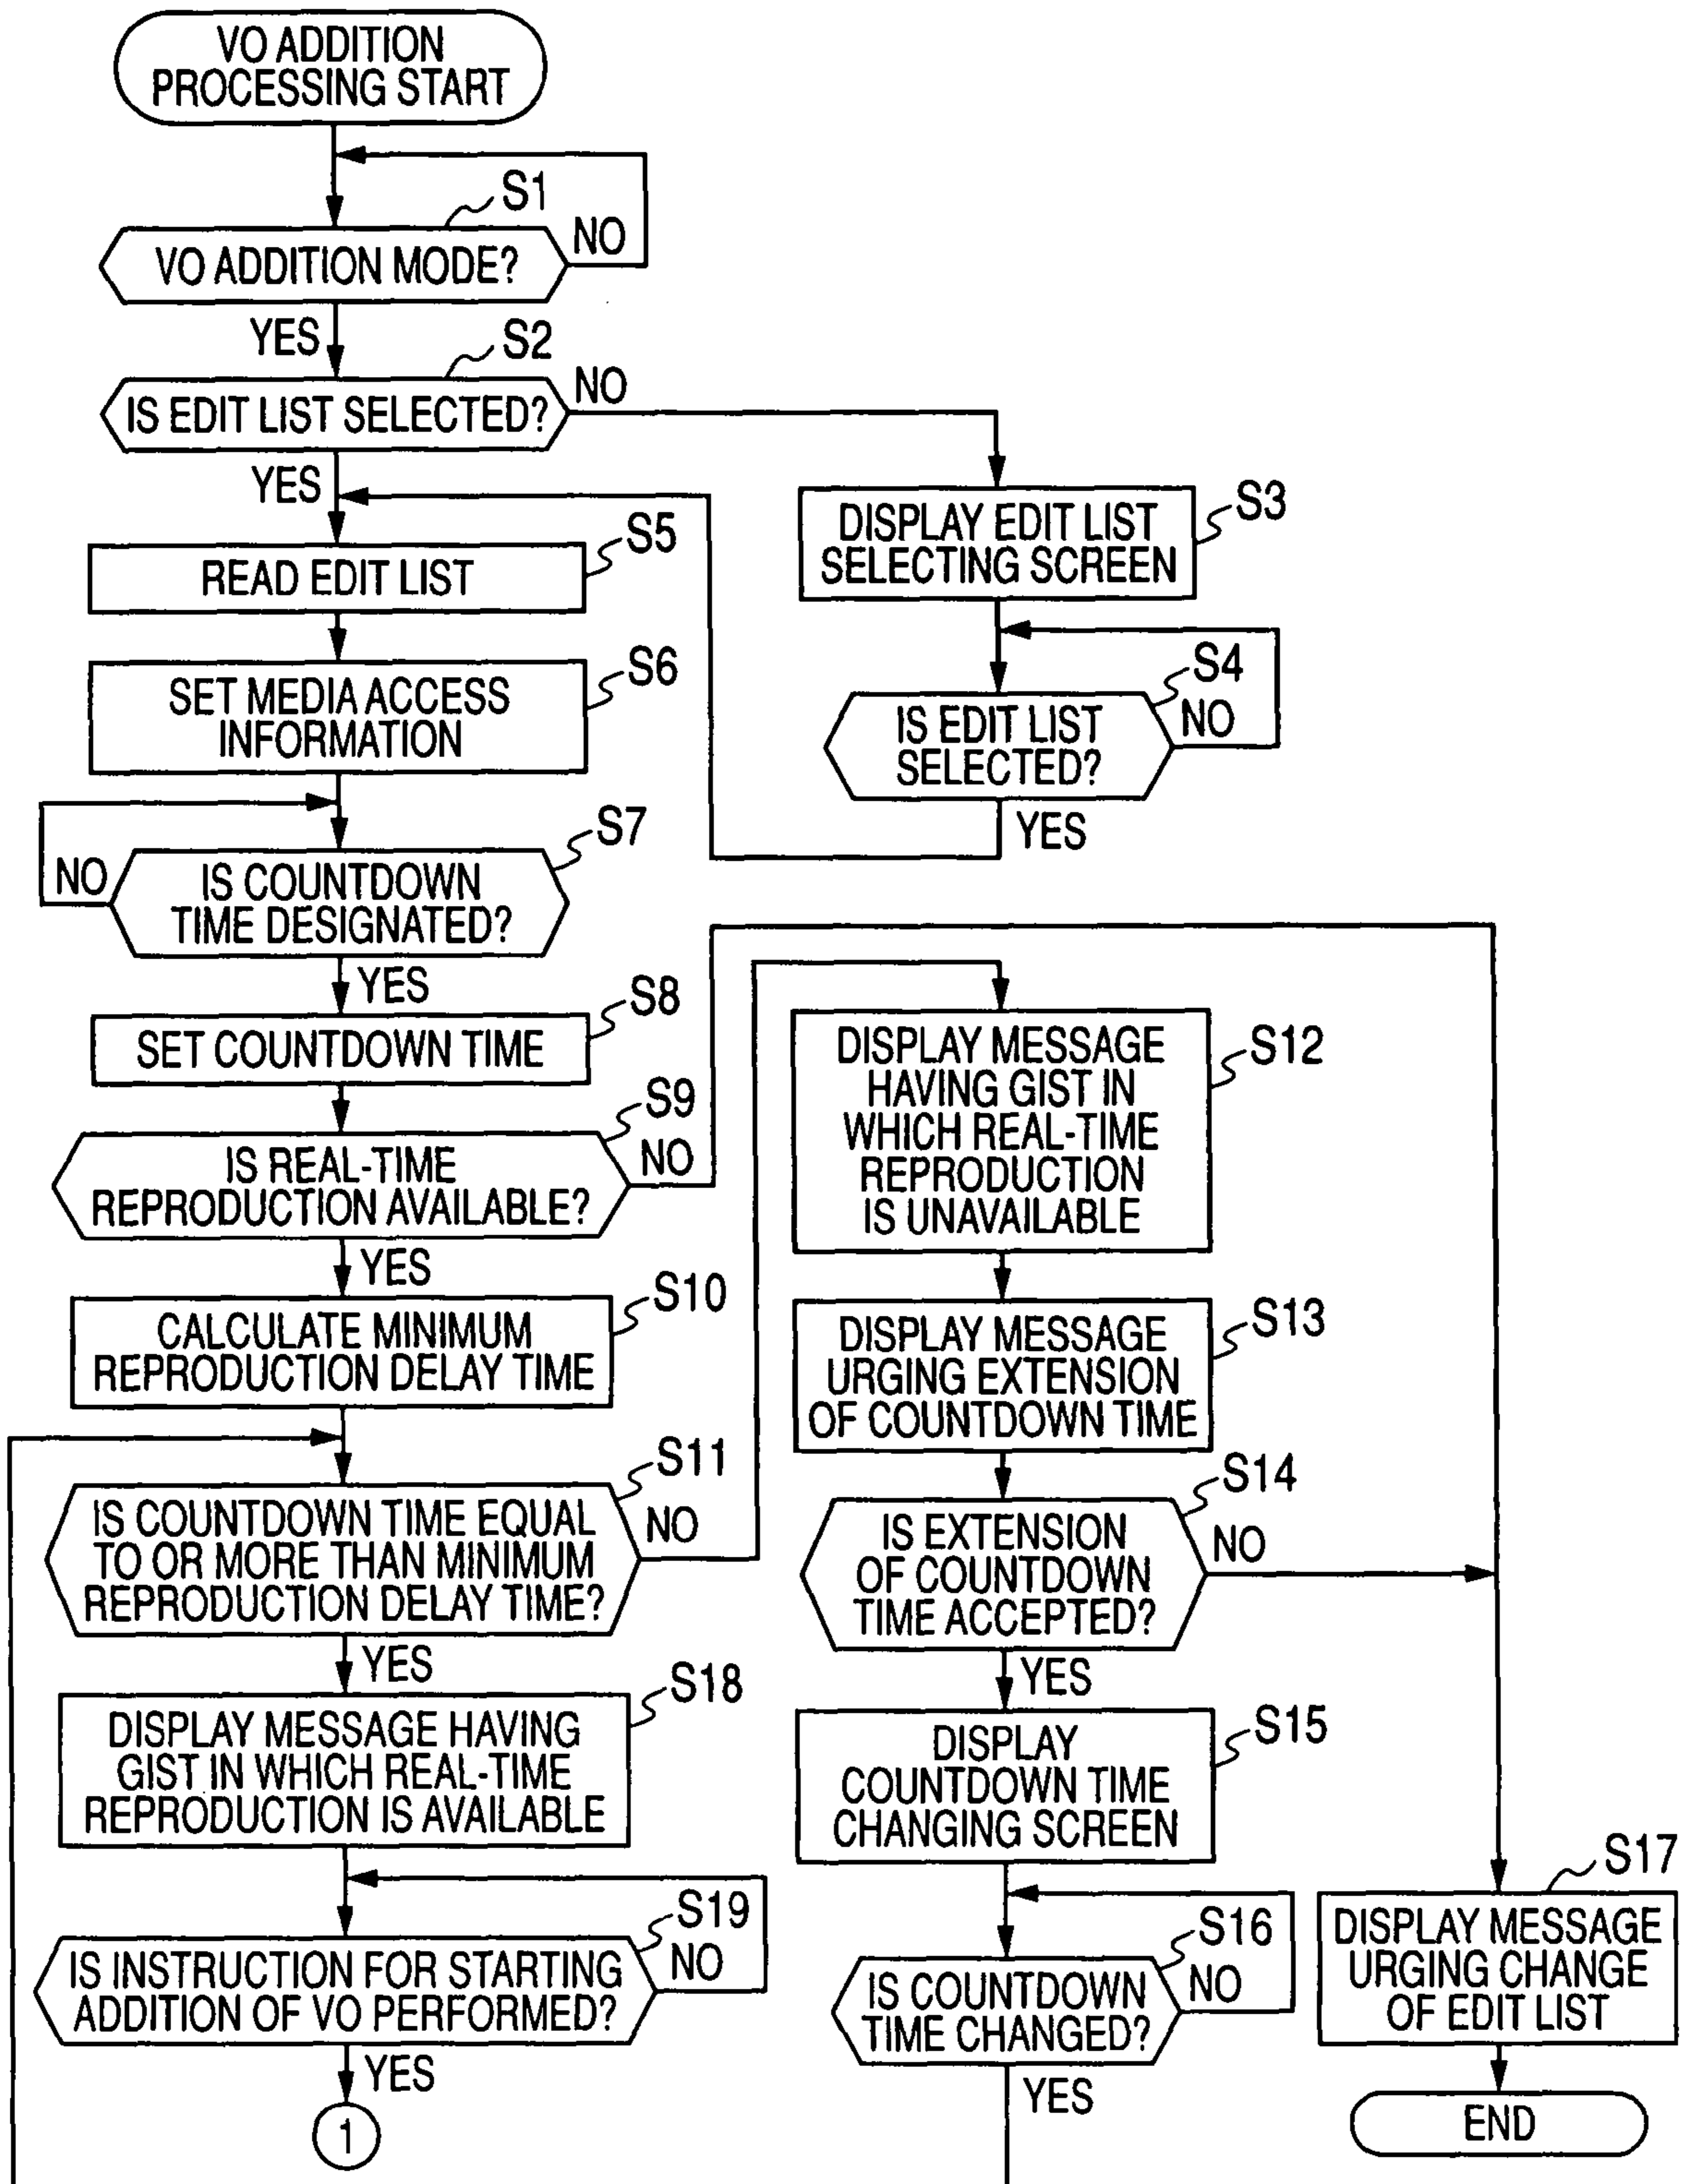 VO ADDITION
PROCESSING START
S1
VO ADDITION MODE?
NO
YES
S2
IS EDIT LIST SELECTED?
NO
YES
S3
DISPLAY EDIT LIST
SELECTING SCREEN
S4
IS EDIT LIST
SELECTED?
NO
YES
S5
READ EDIT LIST
S6
SET MEDIA ACCESS
INFORMATION
S7
IS COUNTDOWN
TIME DESIGNATED?
NO
YES
S8
SET COUNTDOWN TIME
S9
IS REAL-TIME
REPRODUCTION AVAILABLE?
NO
YES
S10
CALCULATE MINIMUM
REPRODUCTION DELAY TIME
S11
IS COUNTDOWN TIME EQUAL
TO OR MORE THAN MINIMUM
REPRODUCTION DELAY TIME?
NO
YES
S12
DISPLAY MESSAGE
HAVING GIST IN
WHICH REAL-TIME
REPRODUCTION
IS UNAVAILABLE
S13
DISPLAY MESSAGE
URGING EXTENSION
OF COUNTDOWN TIME
S14
IS EXTENSION
OF COUNTDOWN
TIME ACCEPTED?
NO
YES
S15
DISPLAY
COUNTDOWN TIME
CHANGING SCREEN
S16
IS COUNTDOWN
TIME CHANGED?
NO
YES
S17
DISPLAY MESSAGE
URGING CHANGE
OF EDIT LIST
END
S18
DISPLAY MESSAGE HAVING
GIST IN WHICH REAL-TIME
REPRODUCTION IS AVAILABLE
S19
IS INSTRUCTION FOR STARTING
ADDITION OF VO PERFORMED?
NO
YES
1